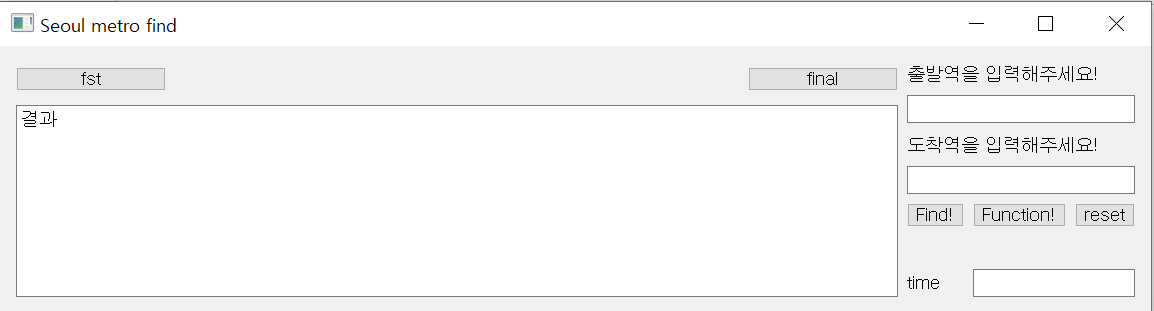 Seoul metro find
fst
final
결과
출발역을 입력해주세요!
도착역을 입력해주세요!
Find! Function! reset
time